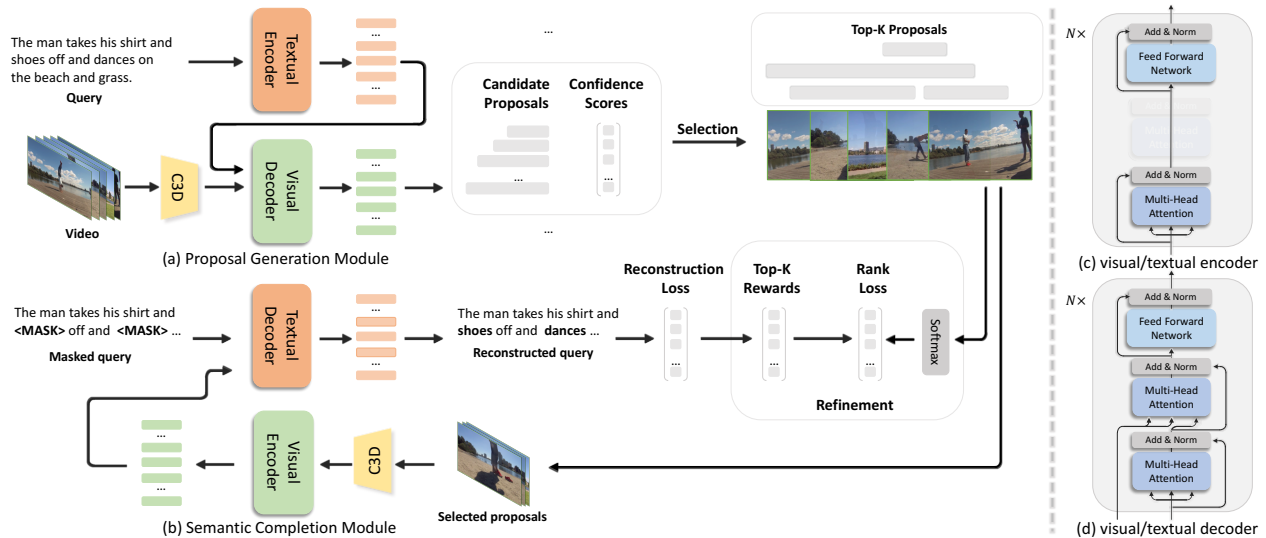 The man takes his shirt and
shoes off and dances on
the beach and grass.
Query
Textual
Encoder
...
Video
C3D
Visual
Decoder
...
...
(a) Proposal Generation Module
...
Candidate
Proposals
...
Confidence
Scores
...
...
Selection
Top-K Proposals
The man takes his shirt and
<MASK> off and <MASK> ...
Masked query
Textual
Decoder
...
The man takes his shirt and
shoes off and dances ...
Reconstructed query
Reconstruction
Loss
...
Top-K
Rewards
...
Rank
Loss
...
Softmax
Refinement
...
...
Visual
Encoder
C3D
Selected proposals
(b) Semantic Completion Module
N×
Add & Norm
Feed Forward
Network
Add & Norm
Multi-Head
Attention
Add & Norm
Multi-Head
Attention
(c) visual/textual encoder
N×
Add & Norm
Feed Forward
Network
Add & Norm
Multi-Head
Attention
Add & Norm
Multi-Head
Attention
(d) visual/textual decoder